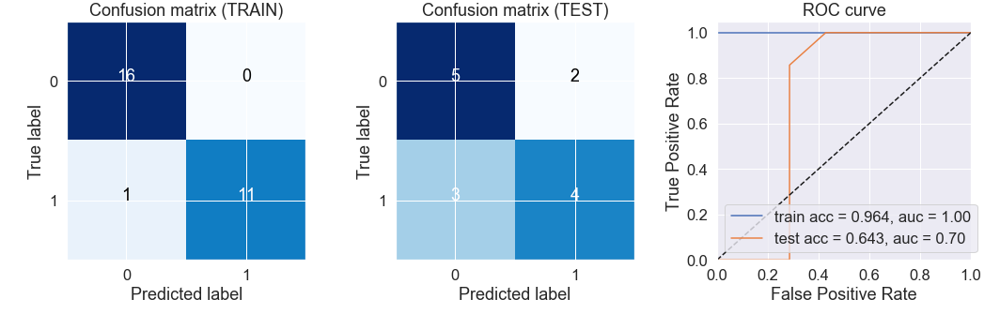 Confusion matrix (TRAIN)
True label
0
1
16
0
1
11
0
1
Predicted label
Confusion matrix (TEST)
True label
0
1
5
2
3
4
0
1
Predicted label
ROC curve
True Positive Rate
1.0
0.8
0.6
0.4
0.2
0.0
train acc = 0.964, auc = 1.00
test acc = 0.643, auc = 0.70
0.0
0.2
0.4
0.6
0.8
1.0
False Positive Rate